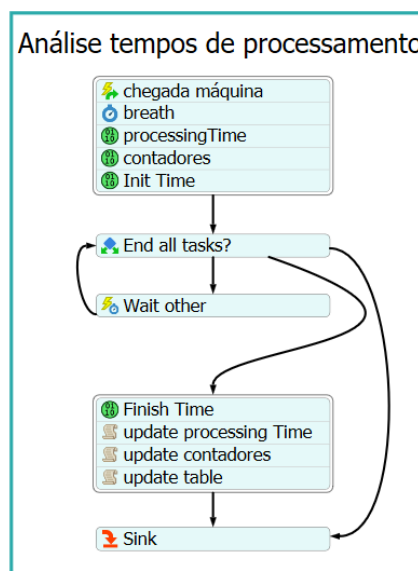 Análise tempos de processamento
chegada máquina
breath
processingTime
contadores
Init Time
End all tasks?
Wait other
Finish Time
update processing Time
update contadores
update table
Sink